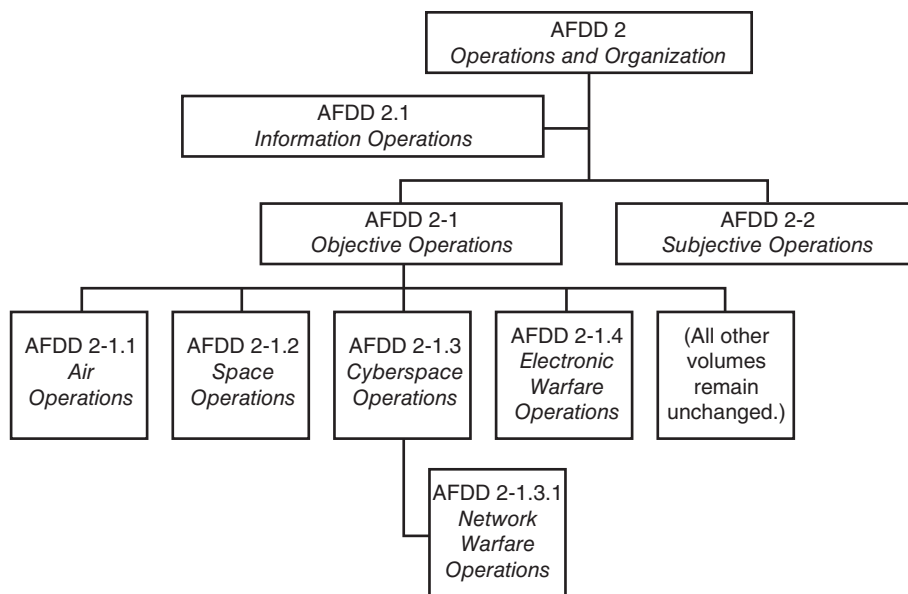 AFDD 2
Operations and Organization
AFDD 2.1
Information Operations
AFDD 2-1
Objective Operations
AFDD 2-2
Subjective Operations
AFDD 2-1.1
Air
Operations
AFDD 2-1.2
Space
Operations
AFDD 2-1.3
Cyberspace
Operations
AFDD 2-1.4
Electronic
Warfare
Operations
(All other
volumes
remain
unchanged.)
AFDD 2-1.3.1
Network
Warfare
Operations